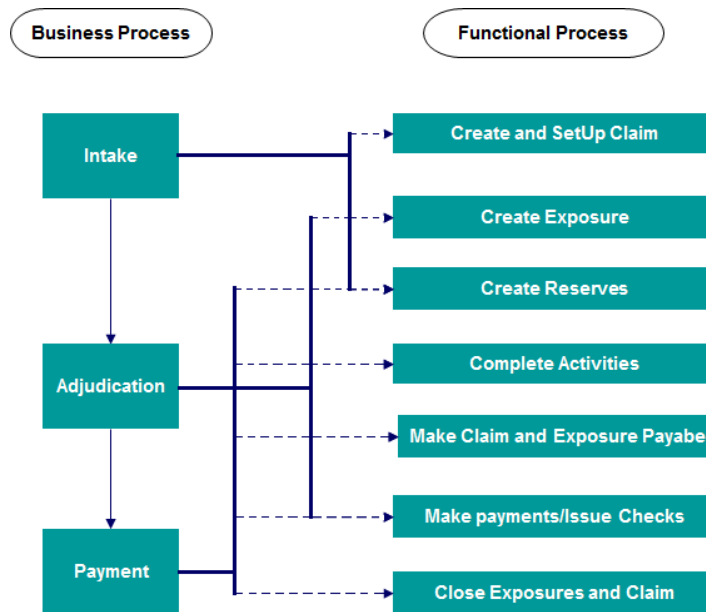 Business Process
Functional Process
Intake
Create and SetUp Claim
Create Exposure
Create Reserves
Adjudication
Complete Activities
Make Claim and Exposure Payabe
Make payments/Issue Checks
Payment
Close Exposures and Claim